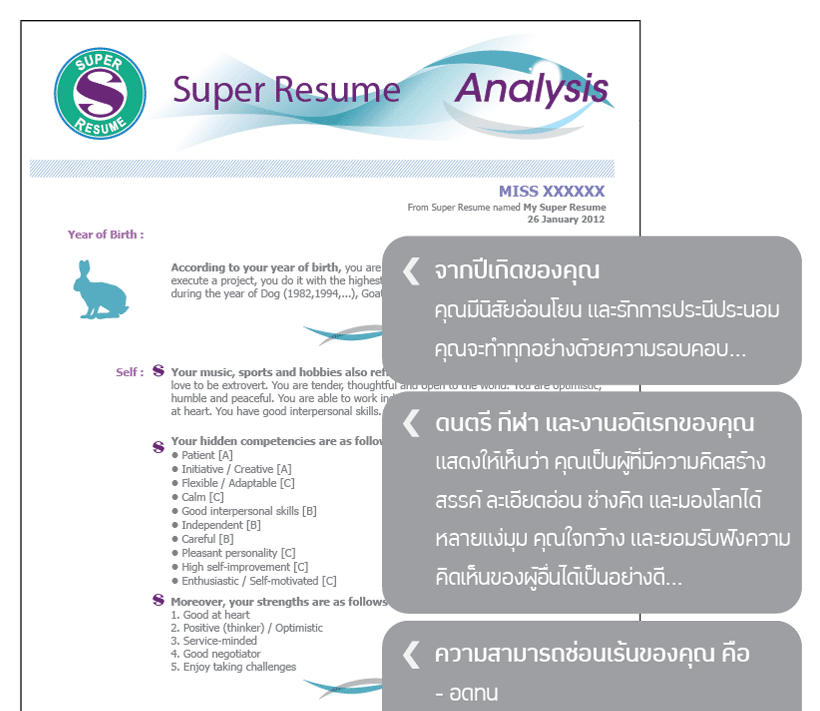 SUPER
S
RESUME
Super Resume
Analysis
MISS XXXXXX
From Super Resume named My Super Resume
26 January 2012
Year of Birth :
According to your year of birth, you are
execute a project, you do it with the highest
during the year of Dog (1982,1994,...), Goa
Self :
Your music, sports and hobbies also ref
love to be extrovert. You are tender, thoughtful and open to the world. You are optimistic,
humble and peaceful. You are able to work in
at heart. You have good interpersonal skills.
Your hidden competencies are as follow
● Patient [A]
● Initiative / Creative [A]
● Flexible / Adaptable [C]
● Calm [C]
● Good interpersonal skills [B]
● Independent [B]
● Careful [B]
● Pleasant personality [C]
● High self-improvement [C]
● Enthusiastic / Self-motivated [C]
Moreover, your strengths are as follows
1. Good at heart
2. Positive (thinker) / Optimistic
3. Service-minded
4. Good negotiator
5. Enjoy taking challenges
จากปีเกิดของคุณ
คุณมีนิสัยอ่อนโยน และรักการประนีประนอม
คุณจะทำทุกอย่างด้วยความรอบคอบ...
ดนตรี กีฬา และงานอดิเรกของคุณ
แสดงให้เห็นว่า คุณเป็นผู้ที่มีความคิดสร้าง
สรรค์ ละเอียดอ่อน ช่างคิด และมองโลกได้
หลายแง่มุม คุณใจกว้าง และยอมรับฟังความ
คิดเห็นของผู้อื่นได้เป็นอย่างดี...
ความสามารถซ่อนเร้นของคุณ คือ
- อดทน